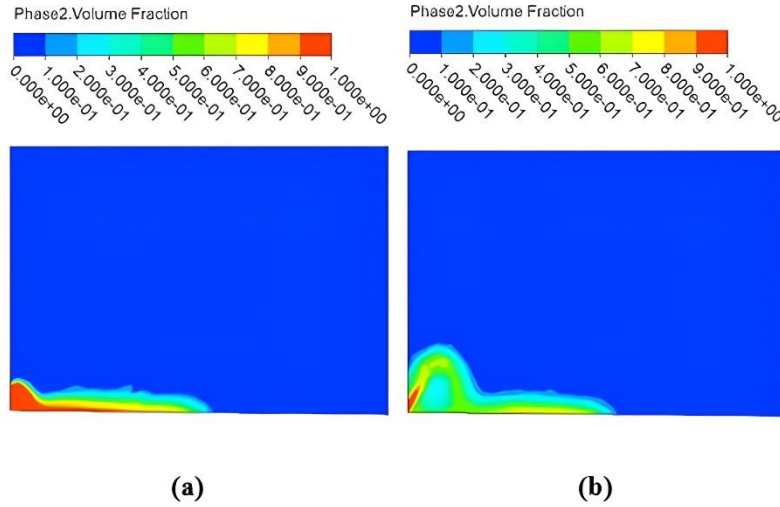 Phase2.Volume Fraction
0.000e+00
1.000e-01
2.000e-01
3.000e-01
4.000e-01
5.000e-01
6.000e-01
7.000e-01
8.000e-01
9.000e-01
1.000e+00
Phase2.Volume Fraction
0.000e+00
1.000e-01
2.000e-01
3.000e-01
4.000e-01
5.000e-01
6.000e-01
7.000e-01
8.000e-01
9.000e-01
1.000e+00
(a)
(b)